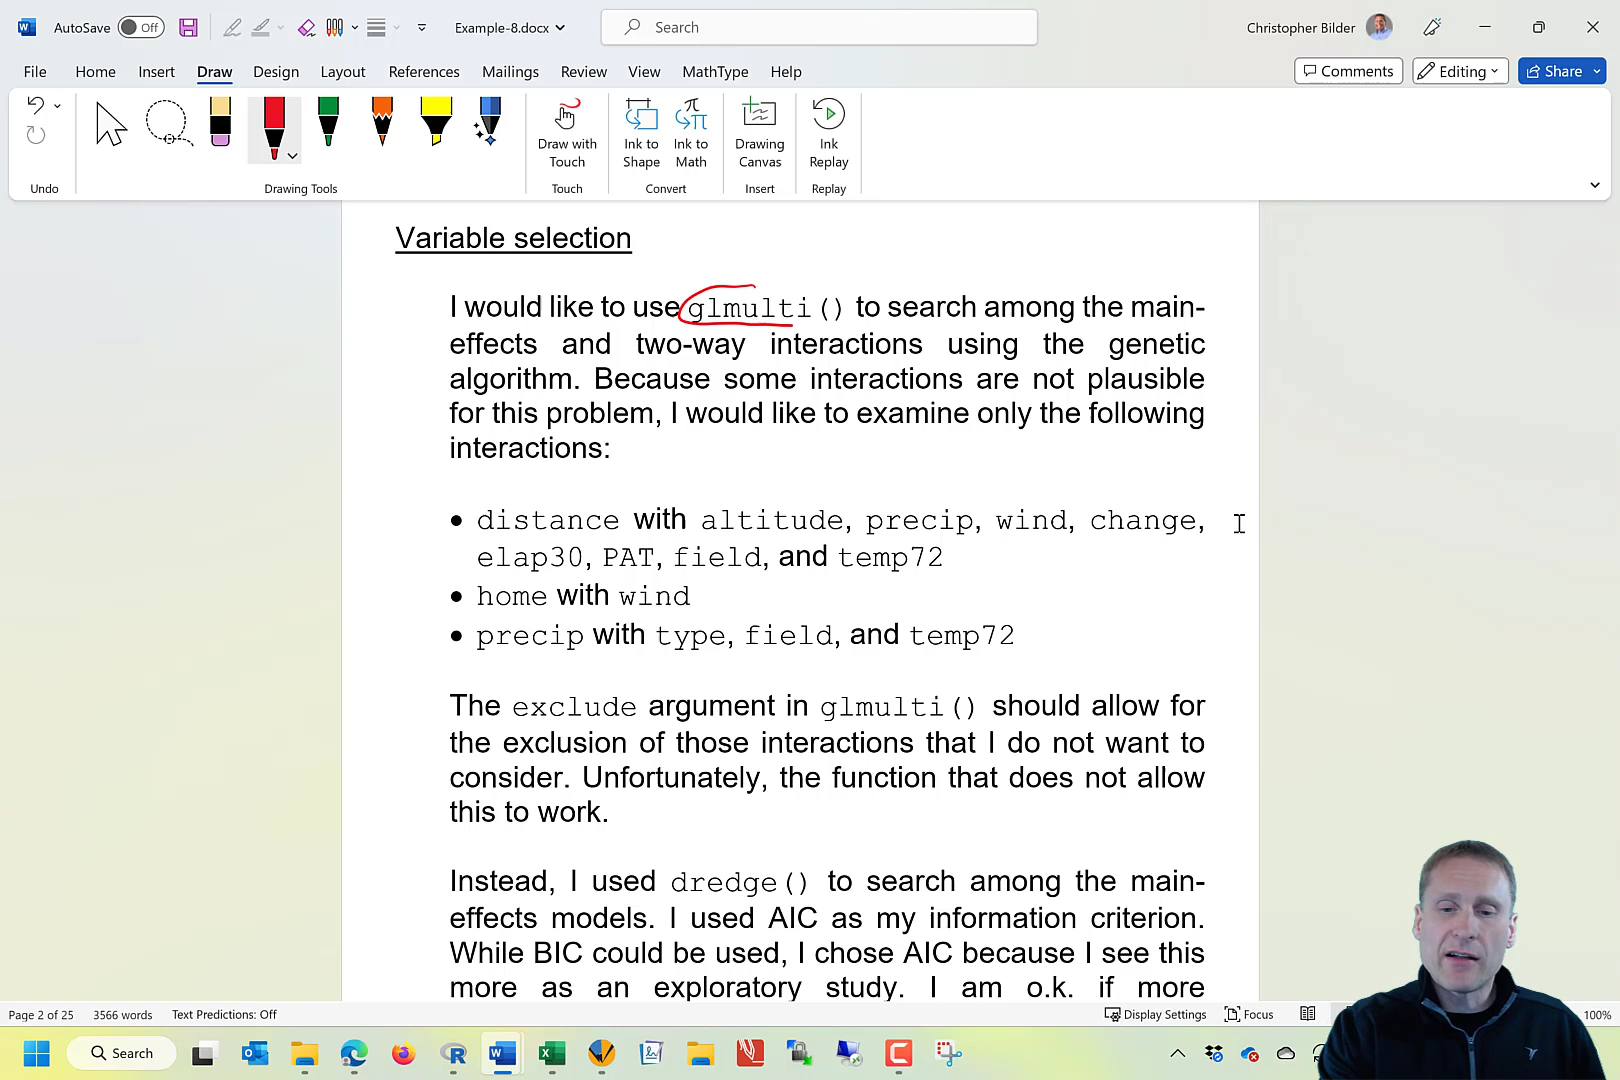 AutoSave Off Example-8.docx Search Christopher Bilder
File Home Insert Draw Design Layout References Mailings Review View MathType Help Comments Editing Share
Draw with Touch
Ink to Shape
Ink to Math
Drawing Canvas
Ink Replay
Undo Drawing Tools Touch Convert Insert Replay
Variable selection
I would like to use glmulti() to search among the main-
effects and two-way interactions using the genetic
algorithm. Because some interactions are not plausible
for this problem, I would like to examine only the following
interactions:
• distance with altitude, precip, wind, change,
elap30, PAT, field, and temp72
• home with wind
• precip with type, field, and temp72
The exclude argument in glmulti() should allow for
the exclusion of those interactions that I do not want to
consider. Unfortunately, the function that does not allow
this to work.
Instead, I used dredge() to search among the main-
effects models. I used AIC as my information criterion.
While BIC could be used, I chose AIC because I see this
more as an exploratory study. I am o.k. if more
Page 2 of 25 3566 words Text Predictions: Off Display Settings Focus 100%
Search